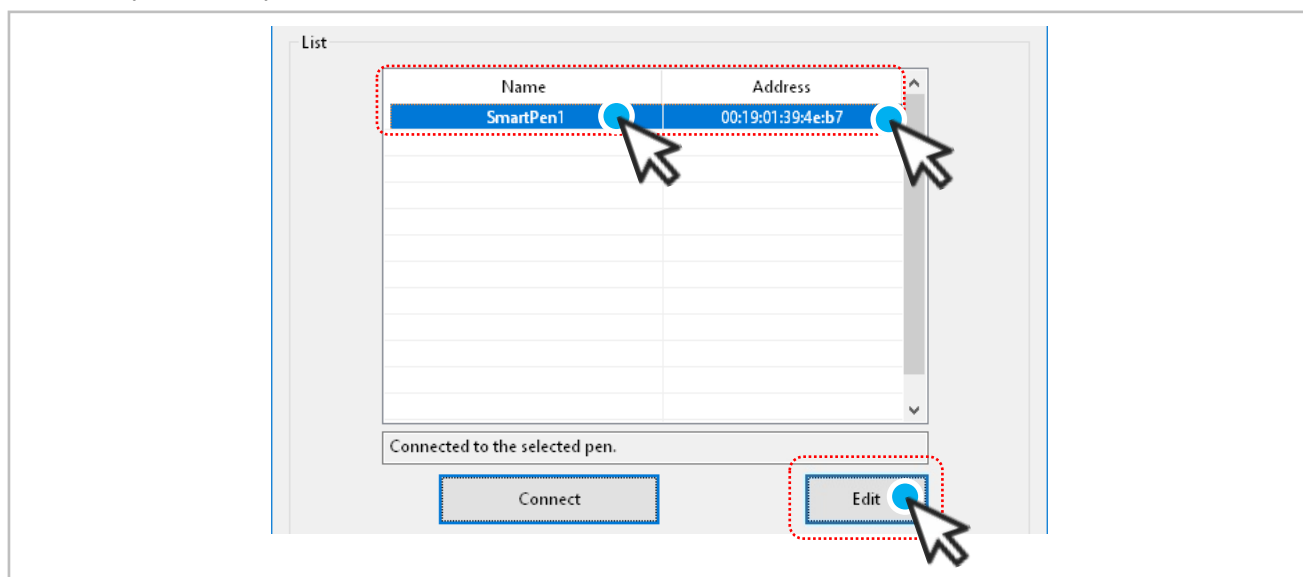 List
Name Address
SmartPen1 00:19:01:39:4e:b7
Connected to the selected pen.
Connect Edit